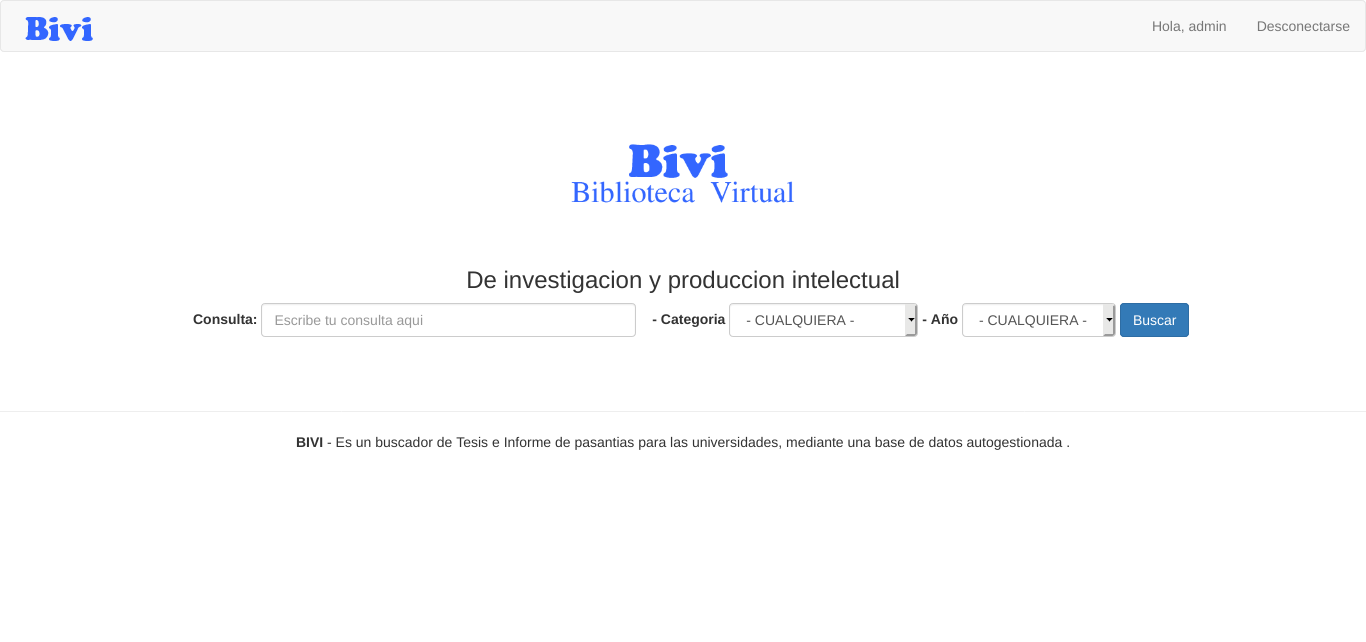 Bivi
Hola, admin Desconectarse
Bivi
Biblioteca Virtual
De investigacion y produccion intelectual
Consulta: Escribe tu consulta aqui - Categoria - CUALQUIERA - - Año - CUALQUIERA - Buscar
BIVI - Es un buscador de Tesis e Informe de pasantias para las universidades, mediante una base de datos autogestionada .